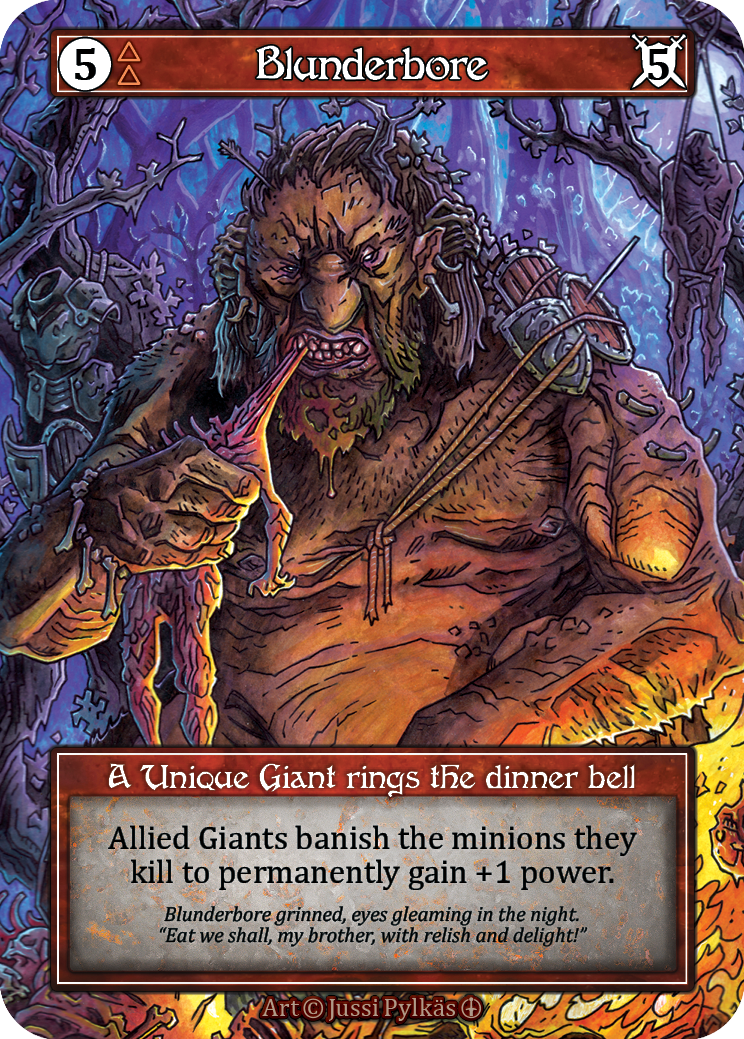 5 Blunderbore 5
A Unique Giant rings the dinner bell
Allied Giants banish the minions they
kill to permanently gain +1 power.
Blunderbore grinned, eyes gleaming in the night.
“Eat we shall, my brother, with relish and delight!”
Art © Jussi Pylkäs